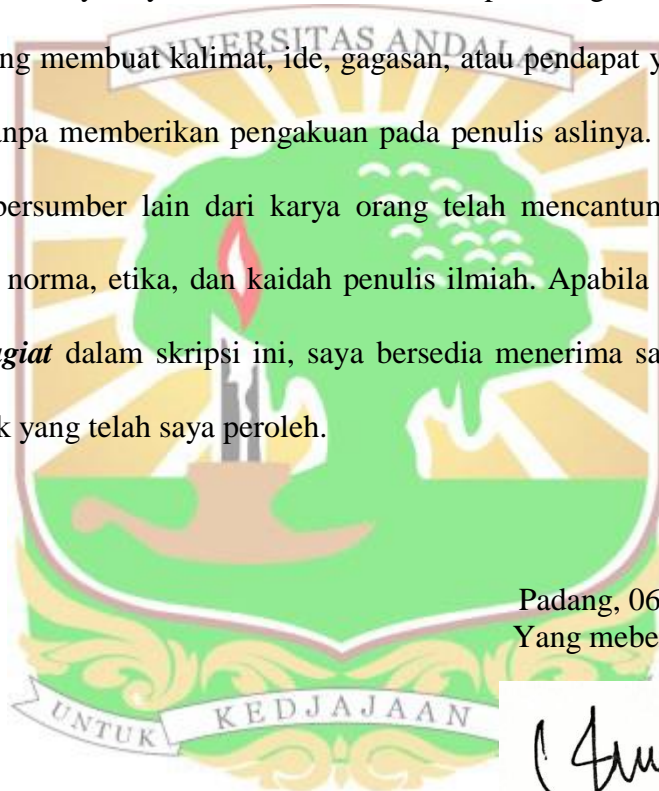 UNIVERSITAS ANDALAS
ng membuat kalimat, ide, gagasan, atau pendapat y
anpa memberikan pengakuan pada penulis aslinya.
bersumber lain dari karya orang telah mencantun
norma, etika, dan kaidah penulis ilmiah. Apabila
agiat dalam skripsi ini, saya bersedia menerima sa
k yang telah saya peroleh.
Padang, 06
Yang mebe
UNTUK KEDJAJAAN